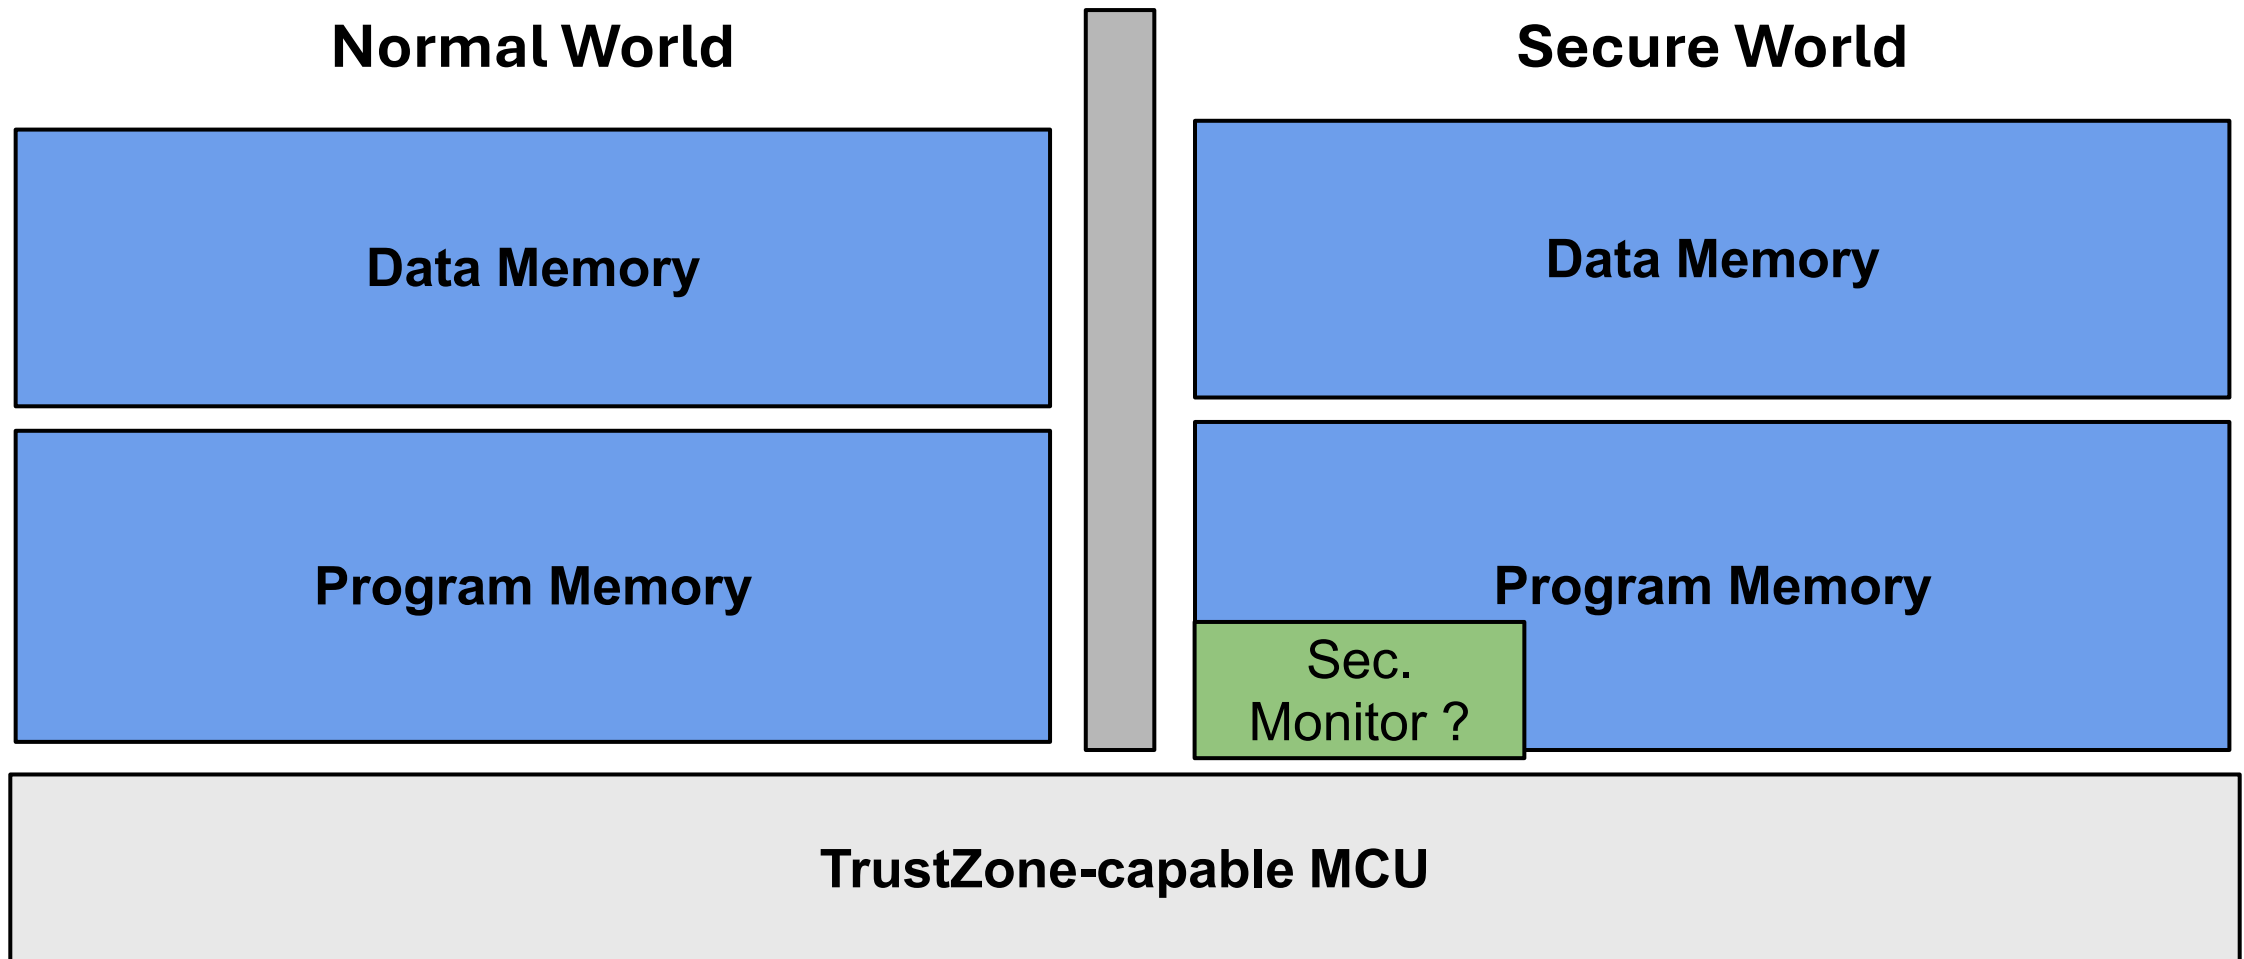 Normal World
Secure World
Data Memory
Data Memory
Program Memory
Program Memory
Sec.
Monitor ?
TrustZone-capable MCU